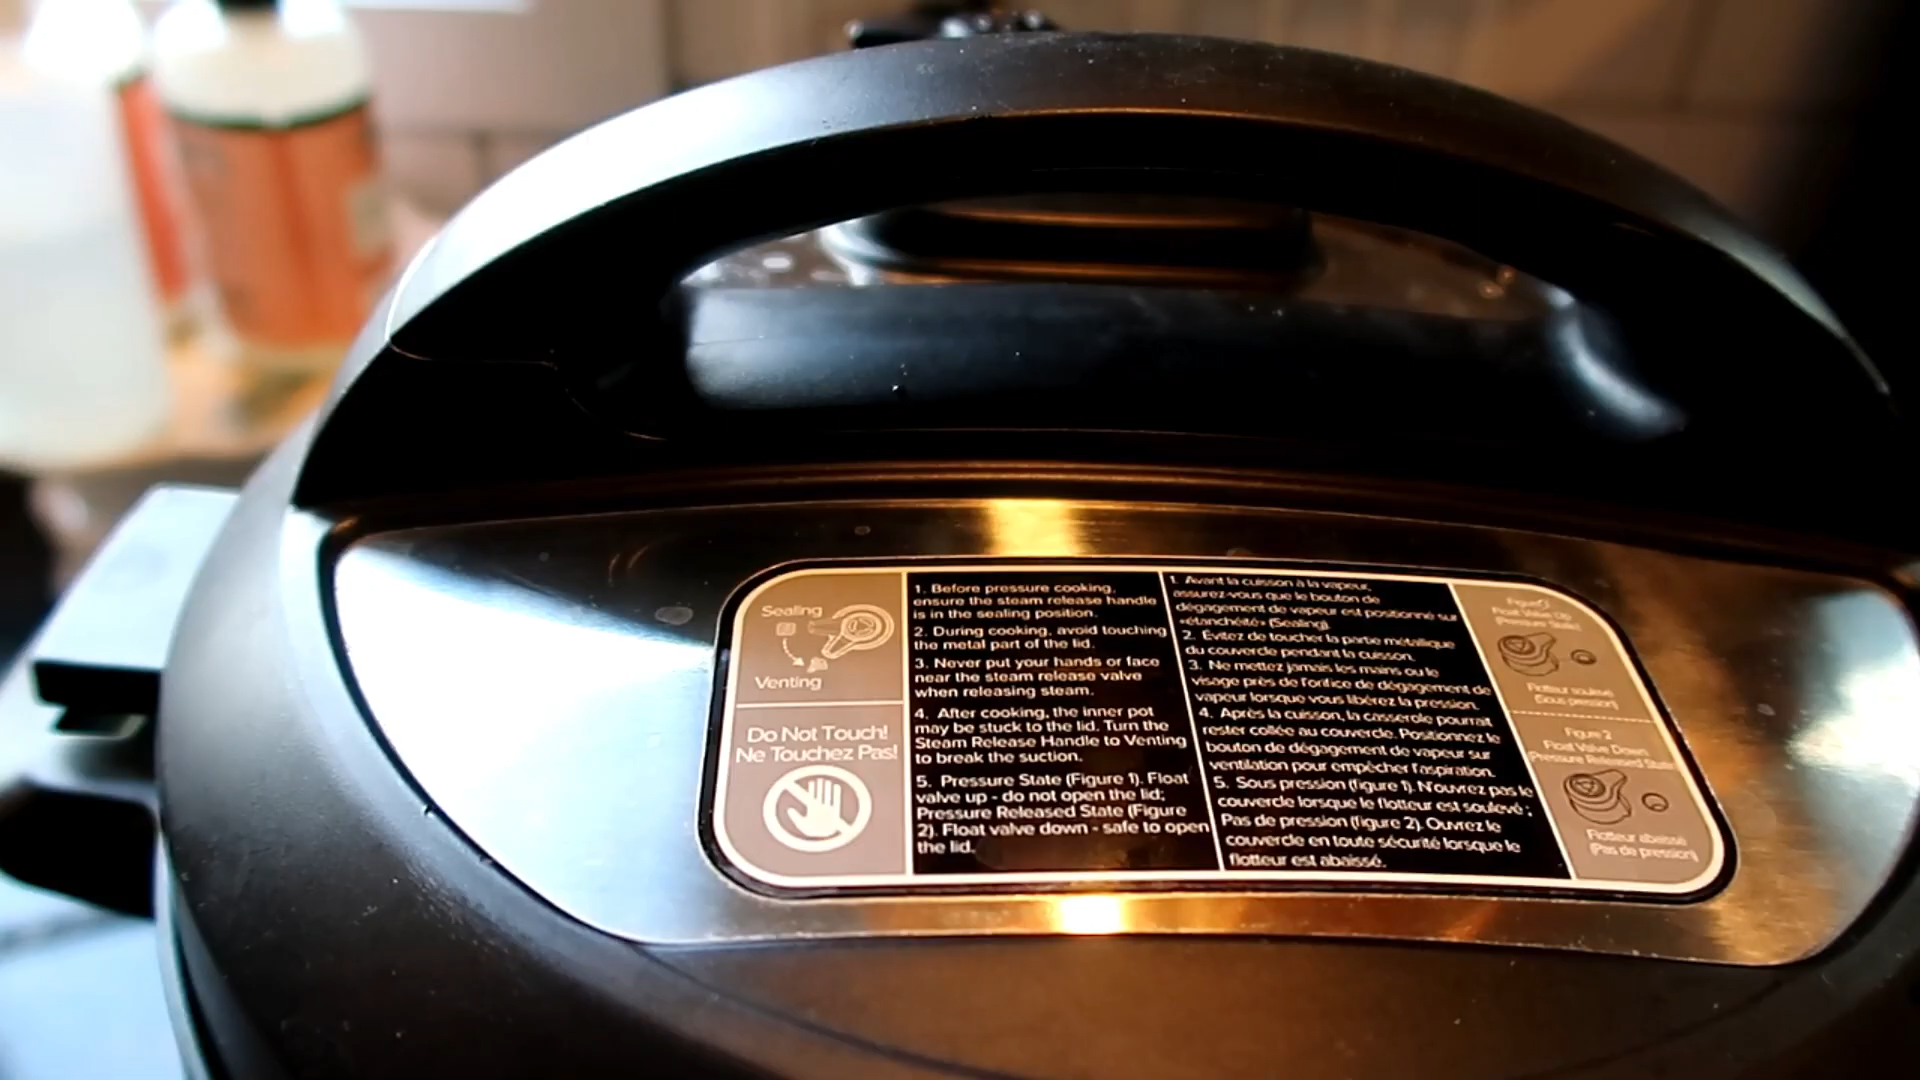 Sealing
Venting
Do Not Touch!
Ne Touchez Pas!
1. Before pressure cooking,
ensure the steam release handle
is in the sealing position.
2. During cooking, avoid touching
the metal part of the lid.
3. Never put your hands or face
near the steam release valve
when releasing steam.
4. After cooking, the inner pot
may be stuck to the lid. Turn the
Steam Release Handle to Venting
to break the suction.
5. Pressure State (Figure 1). Float
valve up - do not open the lid;
Pressure Released State (Figure
2). Float valve down - safe to open
the lid.
1. Avant la cuisson à la vapeur,
assurez-vous que le bouton de
dégagement de vapeur est positionné sur
«étanchéité» (Sealing).
2. Évitez de toucher la partie métallique
du couvercle pendant la cuisson.
3. Ne mettez jamais les mains ou le
visage près de l'orifice de dégagement de
vapeur lorsque vous libérez la pression.
4. Après la cuisson, la casserole pourrait
rester collée au couvercle. Positionnez le
bouton de dégagement de vapeur sur
ventilation pour empêcher l'aspiration.
5. Sous pression (figure 1). N'ouvrez pas le
couvercle lorsque le flotteur est soulevé ;
Pas de pression (figure 2). Ouvrez le
couvercle en toute sécurité lorsque le
flotteur est abaissé.
Figure 1
Float Valve Up
(Pressure State)
Flotteur soulevé
(Sous pression)
Figure 2
Float Valve Down
(Pressure Released State)
Flotteur abaissé
(Pas de pression)